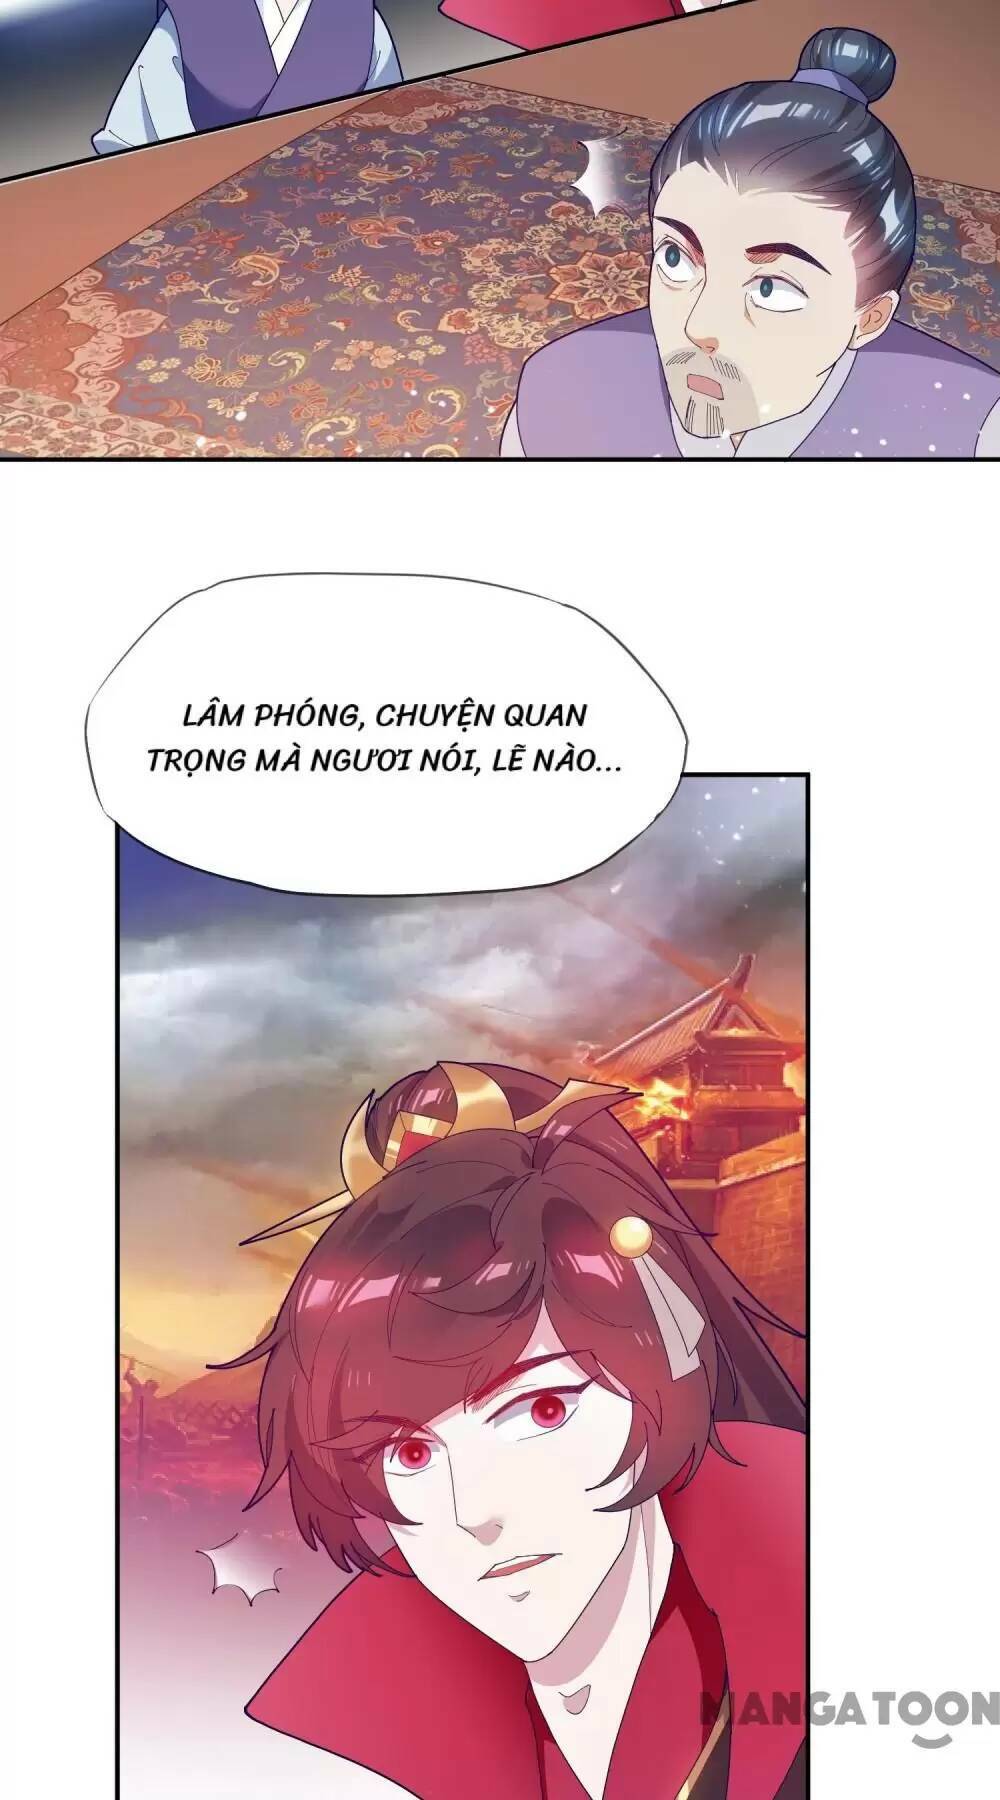 LÂM PHÓNG, CHUYỆN QUAN
TRỌNG MÀ NGƯƠI NÓI, LẼ NÀO...
MANGATOON